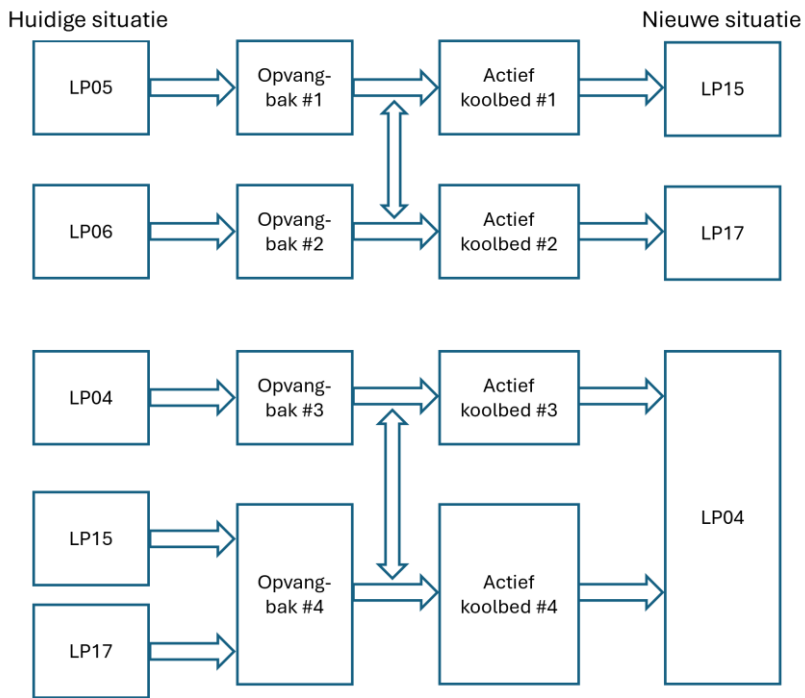 Huidige situatie
Nieuwe situatie
LP05
Opvang-
bak #1
Actief
koolbed #1
LP15
LP06
Opvang-
bak #2
Actief
koolbed #2
LP17
LP04
Opvang-
bak #3
Actief
koolbed #3
LP04
LP15
Opvang-
bak #4
Actief
koolbed #4
LP17